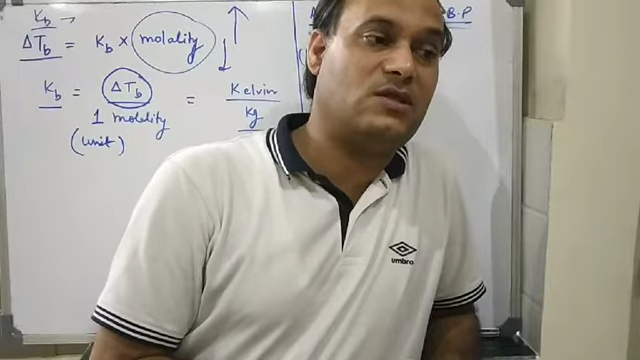 Kb →
ΔTb = Kb × molality ↑ ↓
Kb = ΔTb = Kelvin
1 molality Kg
(unit)
B.P
umbro